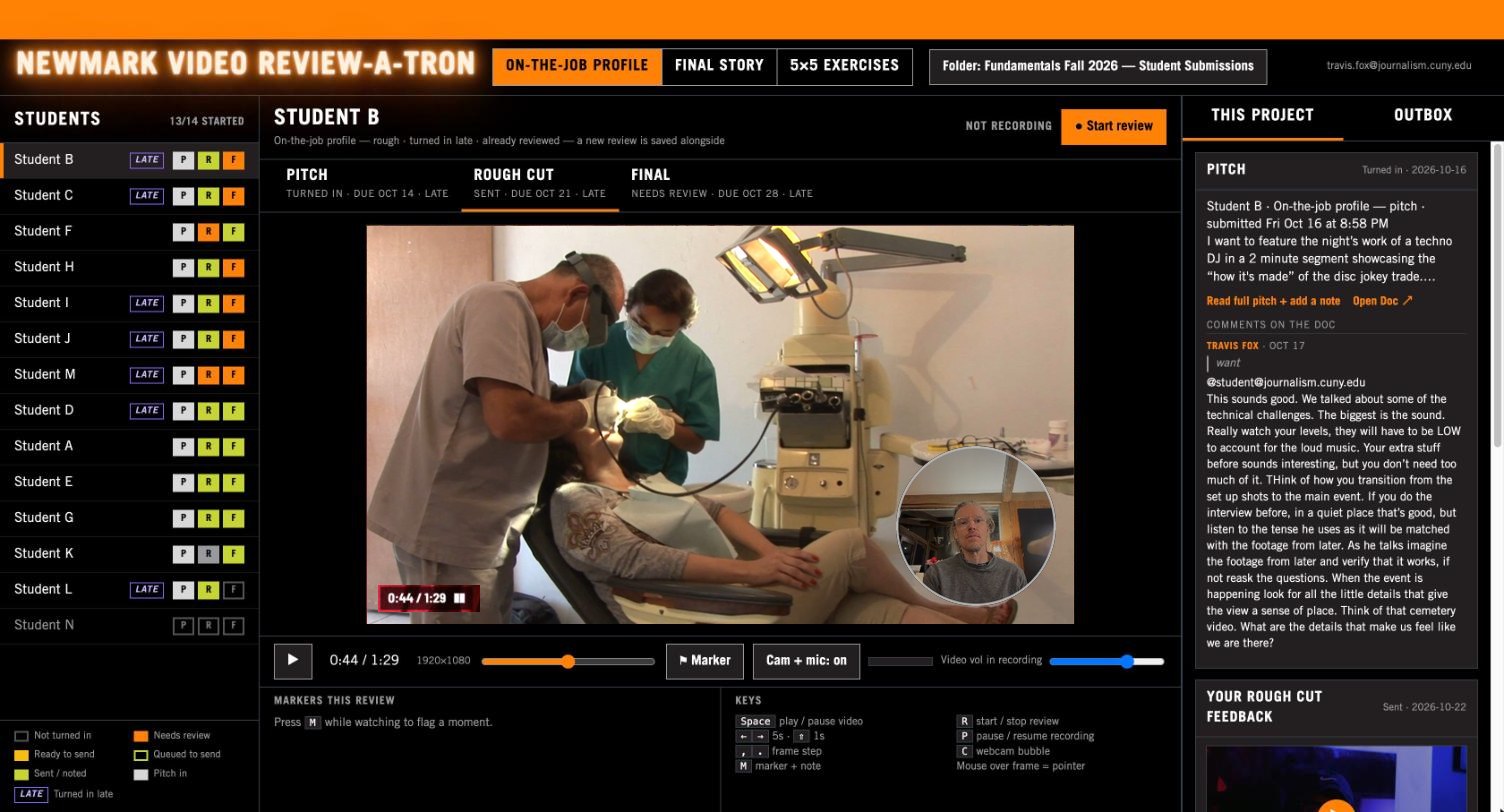 NEWMARK VIDEO REVIEW-A-TRON
ON-THE-JOB PROFILE
FINAL STORY
5×5 EXERCISES
Folder: Fundamentals Fall 2026 — Student Submissions
travis.fox@journalism.cuny.edu
STUDENTS
13/14 STARTED
Student B LATE P R F
Student C LATE P R F
Student F P R F
Student H P R F
Student I LATE P R F
Student J LATE P R F
Student M LATE P R F
Student D LATE P R F
Student A P R F
Student E P R F
Student G P R F
Student K P R F
Student L LATE P R F
Student N P R F
Not turned in
Needs review
Ready to send
Queued to send
Sent / noted
Pitch in
LATE Turned in late
STUDENT B
On-the-job profile — rough · turned in late · already reviewed — a new review is saved alongside
NOT RECORDING
● Start review
PITCH
TURNED IN · DUE OCT 14 · LATE
ROUGH CUT
SENT · DUE OCT 21 · LATE
FINAL
NEEDS REVIEW · DUE OCT 28 · LATE
0:44 / 1:29
0:44 / 1:29
1920×1080
⚑ Marker
Cam + mic: on
Video vol in recording
MARKERS THIS REVIEW
Press M while watching to flag a moment.
KEYS
Space play / pause video
← → 5s · ⇧ 1s
, . frame step
M marker + note
R start / stop review
P pause / resume recording
C webcam bubble
Mouse over frame = pointer
THIS PROJECT
OUTBOX
PITCH
Turned in · 2026-10-16
Student B · On-the-job profile — pitch ·
submitted Fri Oct 16 at 8:58 PM
I want to feature the night's work of a techno
DJ in a 2 minute segment showcasing the
“how it's made” of the disc jokey trade....
Read full pitch + add a note
Open Doc ↗
COMMENTS ON THE DOC
TRAVIS FOX · OCT 17
want
@student@journalism.cuny.edu
This sounds good. We talked about some of the
technical challenges. The biggest is the sound.
Really watch your levels, they will have to be LOW
to account for the loud music. Your extra stuff
before sounds interesting, but you don't need too
much of it. THink of how you transition from the
set up shots to the main event. If you do the
interview before, in a quiet place that's good, but
listen to the tense he uses as it will be matched
with the footage from later. As he talks imagine
the footage from later and verify that it works, if
not reask the questions. When the event is
happening look for all the little details that give
the view a sense of place. Think of that cemetery
video. What are the details that make us feel like
we are there?
YOUR ROUGH CUT
FEEDBACK
Sent · 2026-10-22